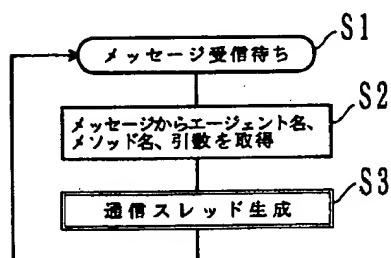 メッセージ受信待ち
S1
メッセージからエージェント名、
メソッド名、引数を取得
S2
通信スレッド生成
S3